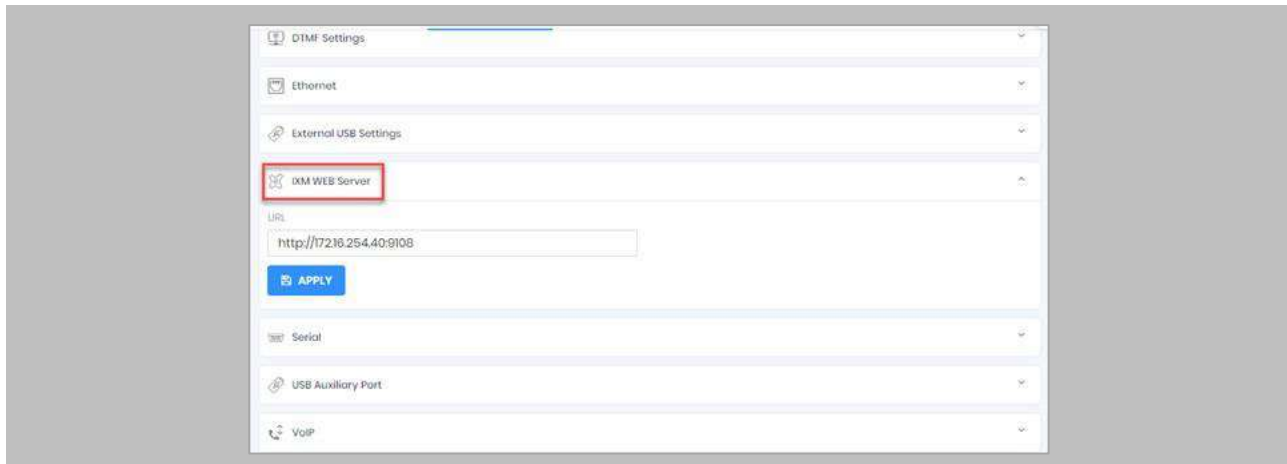 DTMF Settings
Ethernet
External USB Settings
IXM WEB Server
URL
http://172.16.254.40:9108
APPLY
Serial
USB Auxiliary Port
VoIP